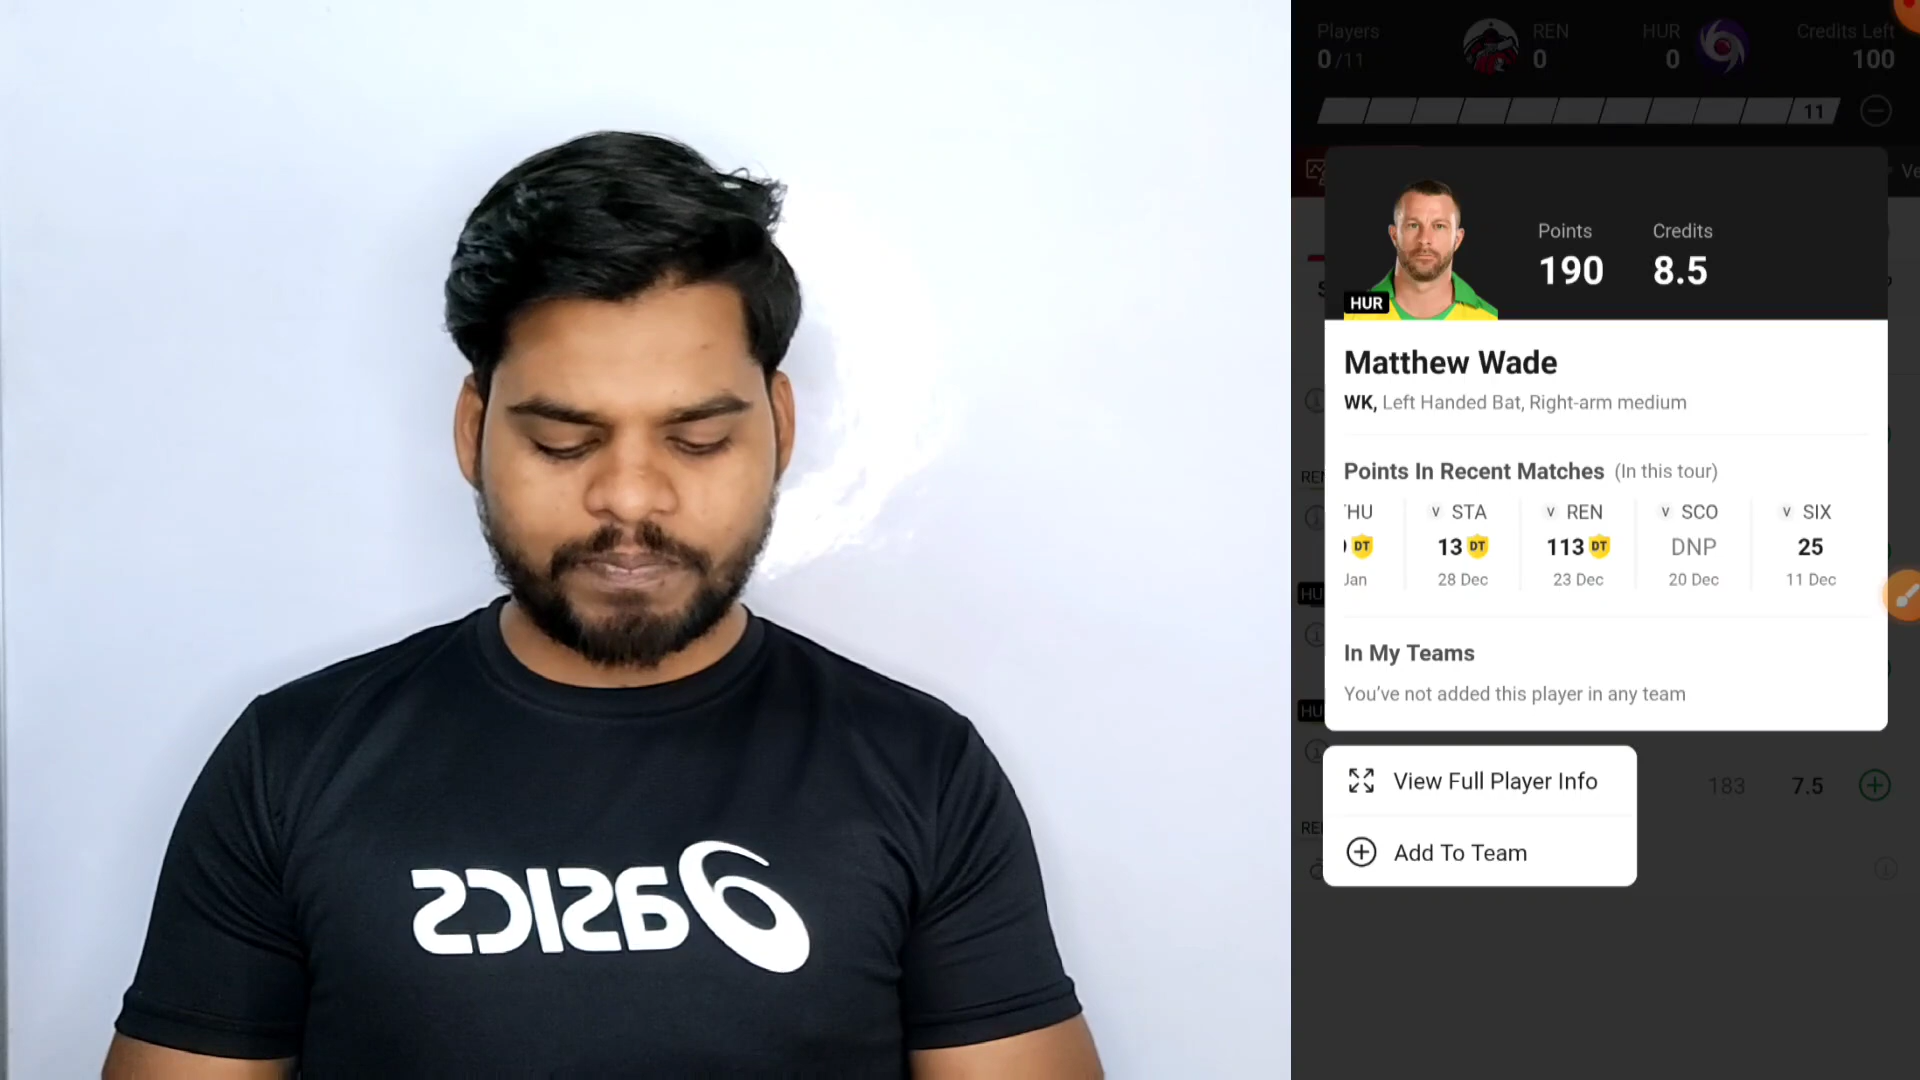 Players
REN
HUR
Credits Left
0/11
0
0
100
11
Points
Credits
190
8.5
HUR
Matthew Wade
WK, Left Handed Bat, Right-arm medium
Points In Recent Matches (In this tour)
v STA
v REN
v SCO
v SIX
DT
13 DT
113 DT
DNP
25
Jan
28 Dec
23 Dec
20 Dec
11 Dec
In My Teams
You've not added this player in any team
View Full Player Info
183
7.5
Add To Team
asics